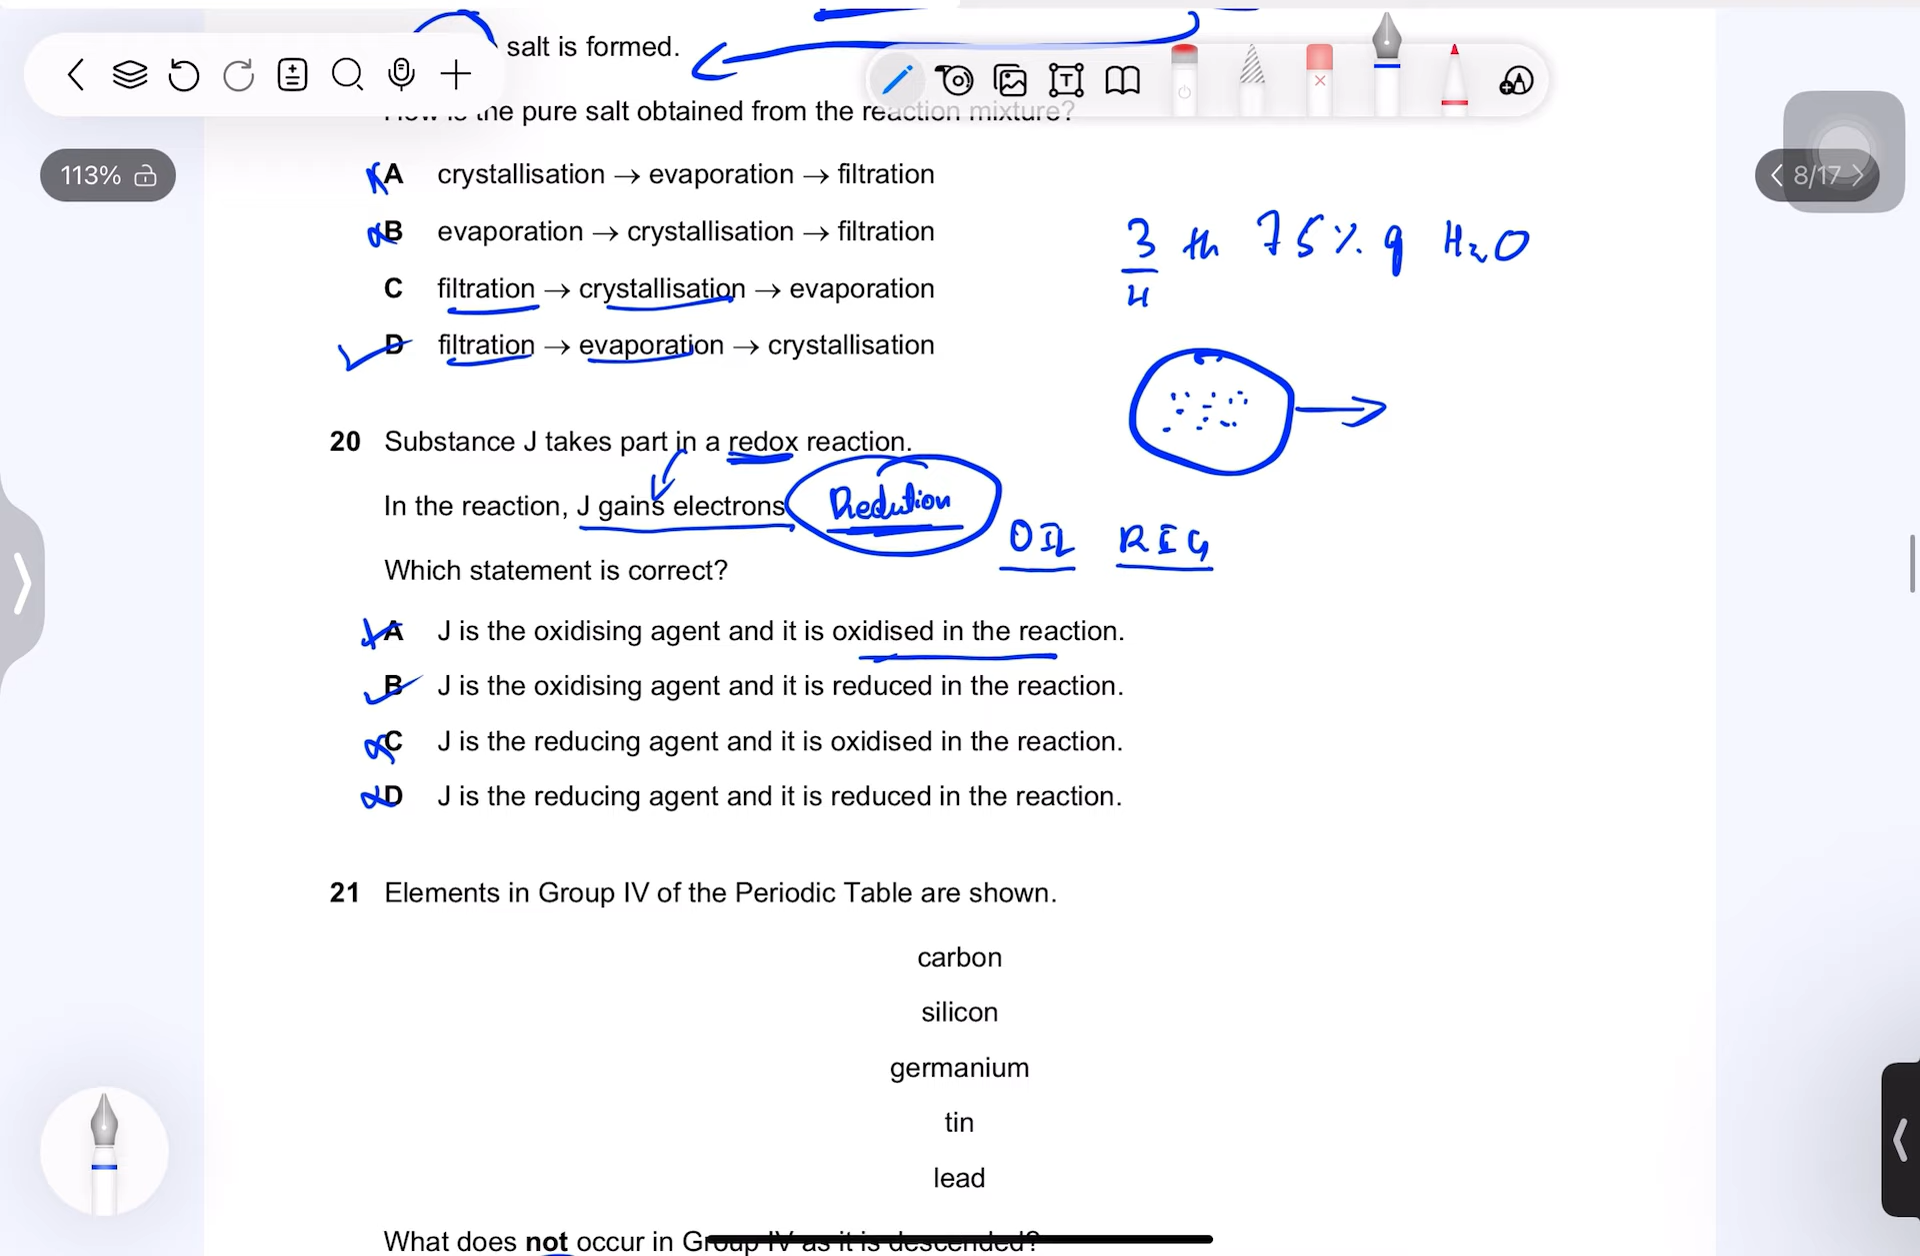 salt is formed.
the pure salt obtained from the reaction mixture?
113%
8/17
A crystallisation → evaporation → filtration
B evaporation → crystallisation → filtration
C filtration → crystallisation → evaporation
D filtration → evaporation → crystallisation
3/4 th 75% of H2O
20 Substance J takes part in a redox reaction.
In the reaction, J gains electrons
Reduction
OIL RIG
Which statement is correct?
A J is the oxidising agent and it is oxidised in the reaction.
B J is the oxidising agent and it is reduced in the reaction.
C J is the reducing agent and it is oxidised in the reaction.
D J is the reducing agent and it is reduced in the reaction.
21 Elements in Group IV of the Periodic Table are shown.
carbon
silicon
germanium
tin
lead
What does not occur in Group IV as it is descended?